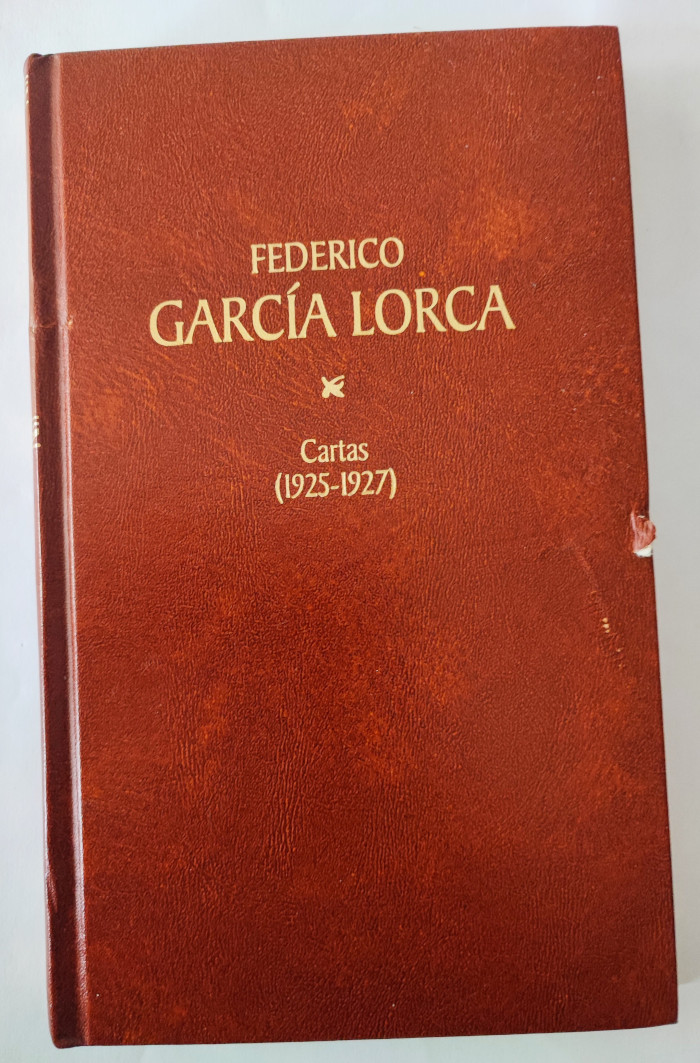 FEDERICO
GARCÍA LORCA
Cartas
(1925-1927)